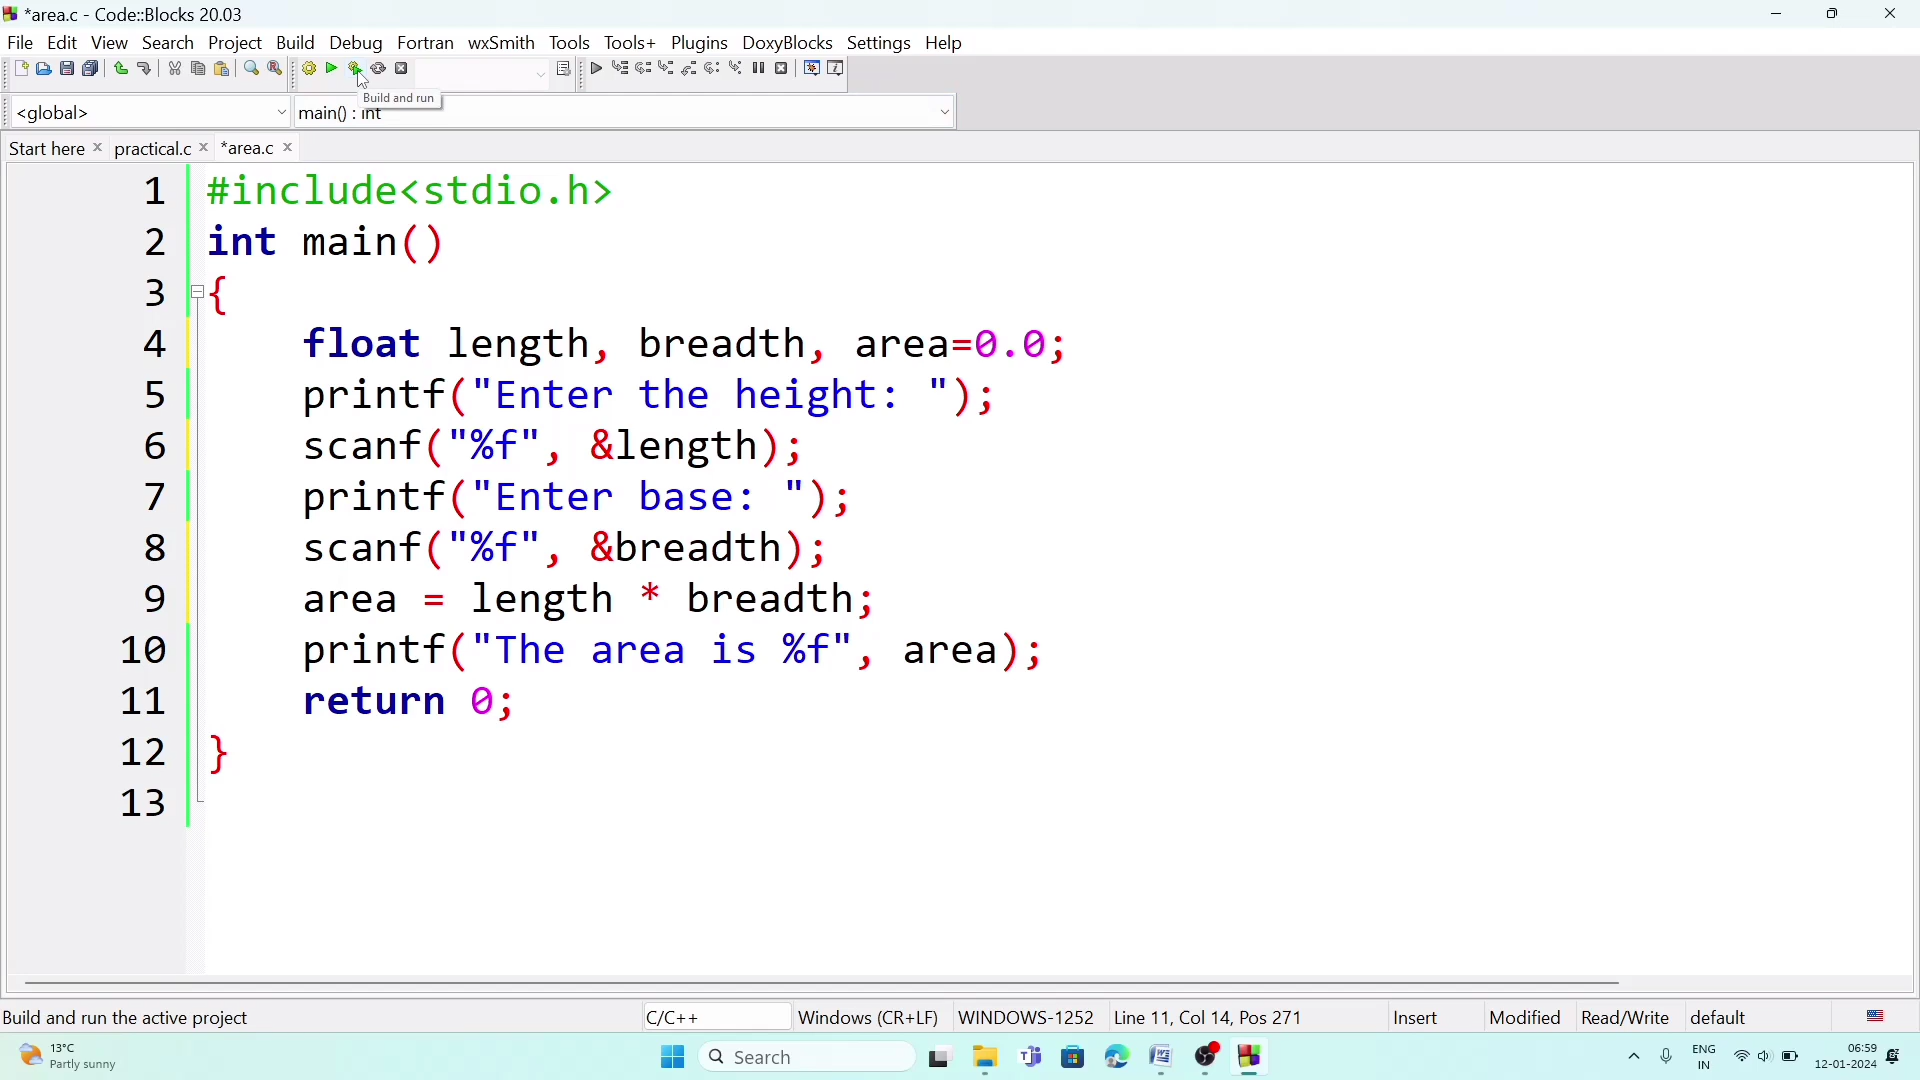 *area.c - Code::Blocks 20.03
File Edit View Search Project Build Debug Fortran wxSmith Tools Tools+ Plugins DoxyBlocks Settings Help
Build and run
<global> main() : int
Start here practical.c *area.c
1 #include<stdio.h>
2 int main()
3 {
4 float length, breadth, area=0.0;
5 printf("Enter the height: ");
6 scanf("%f", &length);
7 printf("Enter base: ");
8 scanf("%f", &breadth);
9 area = length * breadth;
10 printf("The area is %f", area);
11 return 0;
12 }
13
Build and run the active project C/C++ Windows (CR+LF) WINDOWS-1252 Line 11, Col 14, Pos 271 Insert Modified Read/Write default
13°C
Partly sunny
Search
ENG
IN
06:59
12-01-2024